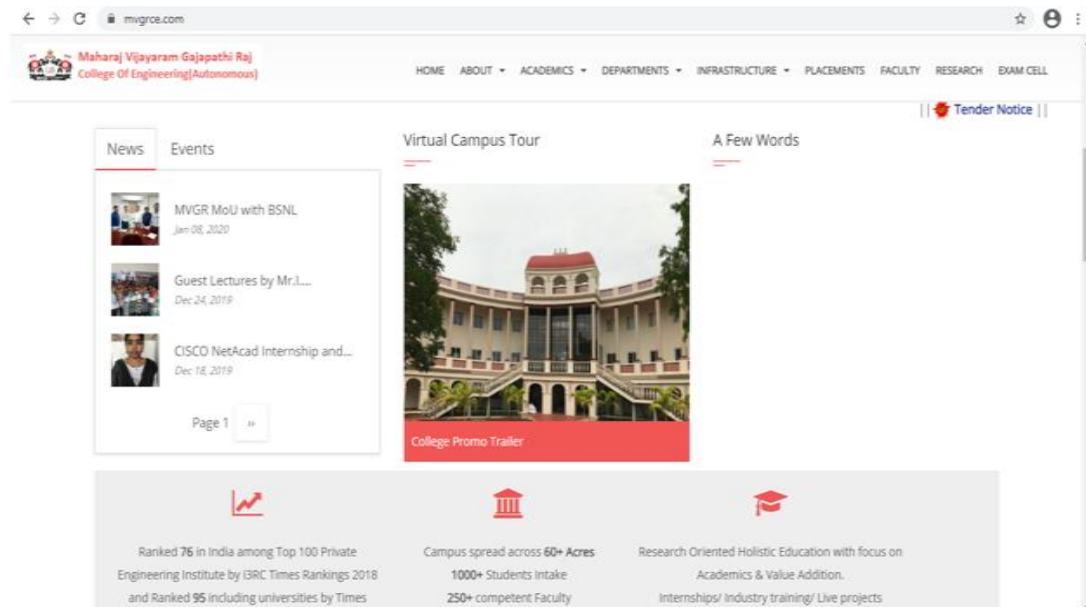 mvgrce.com
Maharaj Vijayaram Gajapathi Raj
College Of Engineering(Autonomous)
HOME ABOUT ACADEMICS DEPARTMENTS INFRASTRUCTURE PLACEMENTS FACULTY RESEARCH EXAM CELL
|| Tender Notice ||
News Events
MVGR MoU with BSNL
Jan 08, 2020
Guest Lectures by Mr.I....
Dec 24, 2019
CISCO NetAcad Internship and...
Dec 18, 2019
Page 1 »
Virtual Campus Tour
College Promo Trailer
A Few Words
Ranked 76 in India among Top 100 Private
Engineering Institute by i3RC Times Rankings 2018
and Ranked 95 including universities by Times
Campus spread across 60+ Acres
1000+ Students Intake
250+ competent Faculty
Research Oriented Holistic Education with focus on
Academics & Value Addition.
Internships/ Industry training/ Live projects